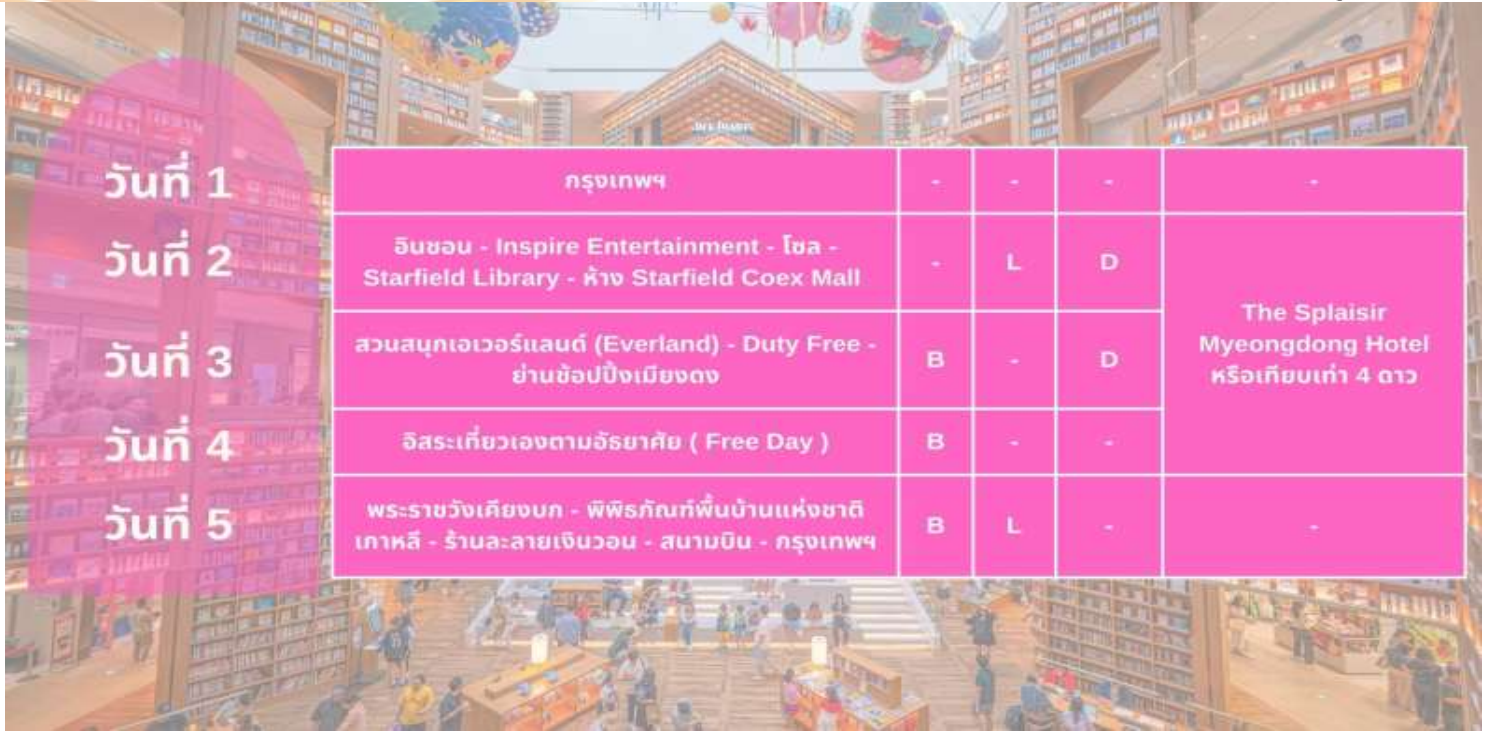 วันที่ 1
กรุงเทพฯ
-
-
-
-
วันที่ 2
อินชอน - Inspire Entertainment - โซล -
Starfield Library - ห้าง Starfield Coex Mall
-
L
D
The Splaisir
Myeongdong Hotel
หรือเทียบเท่า 4 ดาว
วันที่ 3
สวนสนุกเอเวอร์แลนด์ (Everland) - Duty Free -
ย่านช้อปปิ้งเมียงดง
B
-
D
วันที่ 4
อิสระเที่ยวเองตามอัธยาศัย ( Free Day )
B
-
-
วันที่ 5
พระราชวังเคียงบก - พิพิธภัณฑ์พื้นบ้านแห่งชาติ
เกาหลี - ร้านละลายเงินวอน - สนามบิน - กรุงเทพฯ
B
L
-
-